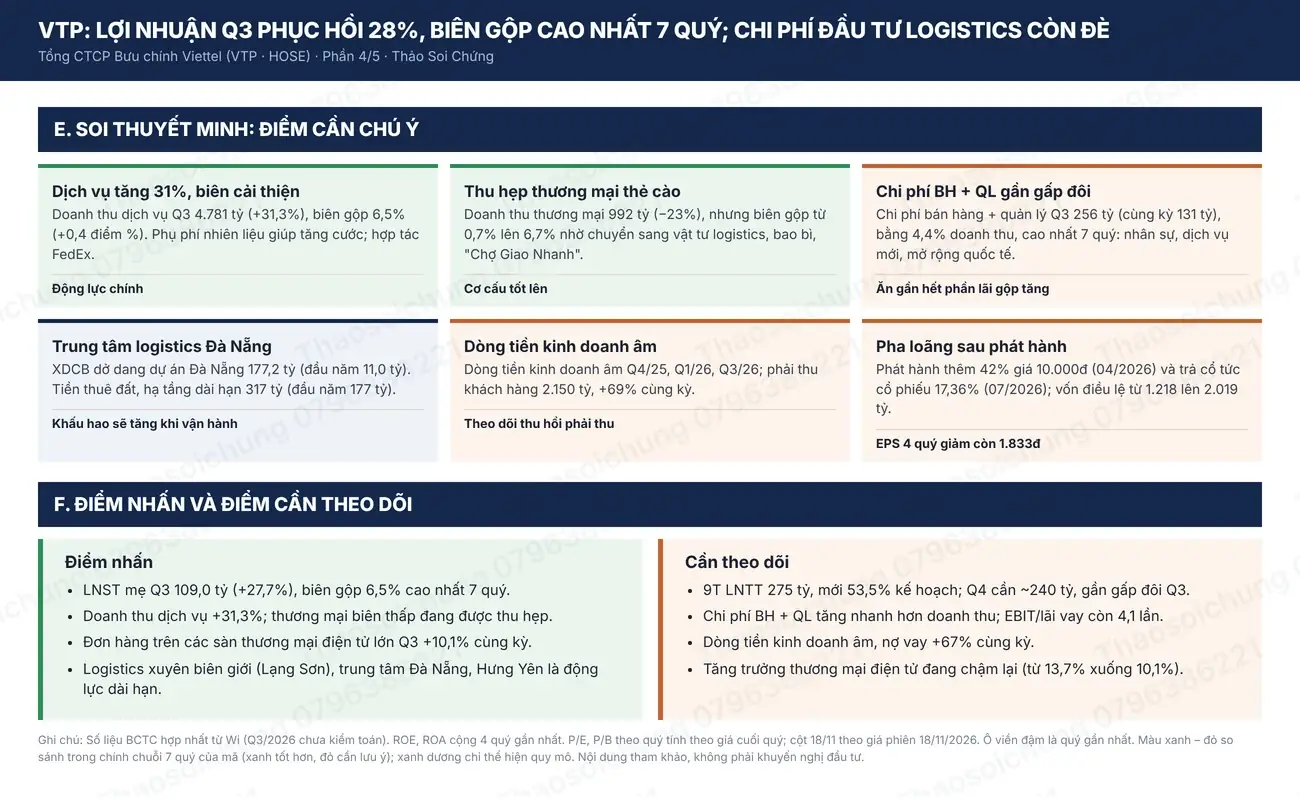 VTP: LỢI NHUẬN Q3 PHỤC HỒI 28%, BIÊN GỘP CAO NHẤT 7 QUÝ; CHI PHÍ ĐẦU TƯ LOGISTICS CÒN ĐÈ
Tổng CTCP Bưu chính Viettel (VTP · HOSE) · Phần 4/5 · Thảo Soi Chứng
E. SOI THUYẾT MINH: ĐIỂM CẦN CHÚ Ý
Dịch vụ tăng 31%, biên cải thiện
Doanh thu dịch vụ Q3 4.781 tỷ (+31,3%), biên gộp 6,5%
(+0,4 điểm %). Phụ phí nhiên liệu giúp tăng cước; hợp tác
FedEx.
Động lực chính
Thu hẹp thương mại thẻ cào
Doanh thu thương mại 992 tỷ (−23%), nhưng biên gộp từ
0,7% lên 6,7% nhờ chuyển sang vật tư logistics, bao bì,
"Chợ Giao Nhanh".
Cơ cấu tốt lên
Chi phí BH + QL gần gấp đôi
Chi phí bán hàng + quản lý Q3 256 tỷ (cùng kỳ 131 tỷ),
bằng 4,4% doanh thu, cao nhất 7 quý: nhân sự, dịch vụ
mới, mở rộng quốc tế.
Ăn gần hết phần lãi gộp tăng
Trung tâm logistics Đà Nẵng
XDCB dở dang dự án Đà Nẵng 177,2 tỷ (đầu năm 11,0 tỷ).
Tiền thuê đất, hạ tầng dài hạn 317 tỷ (đầu năm 177 tỷ).
Khấu hao sẽ tăng khi vận hành
Dòng tiền kinh doanh âm
Dòng tiền kinh doanh âm Q4/25, Q1/26, Q3/26; phải thu
khách hàng 2.150 tỷ, +69% cùng kỳ.
Theo dõi thu hồi phải thu
Pha loãng sau phát hành
Phát hành thêm 42% giá 10.000đ (04/2026) và trả cổ tức
cổ phiếu 17,36% (07/2026); vốn điều lệ từ 1.218 lên 2.019
tỷ.
EPS 4 quý giảm còn 1.833đ
F. ĐIỂM NHẤN VÀ ĐIỂM CẦN THEO DÕI
Điểm nhấn
• LNST mẹ Q3 109,0 tỷ (+27,7%), biên gộp 6,5% cao nhất 7 quý.
• Doanh thu dịch vụ +31,3%; thương mại biên thấp đang được thu hẹp.
• Đơn hàng trên các sàn thương mại điện tử lớn Q3 +10,1% cùng kỳ.
• Logistics xuyên biên giới (Lạng Sơn), trung tâm Đà Nẵng, Hưng Yên là động
lực dài hạn.
Cần theo dõi
• 9T LNTT 275 tỷ, mới 53,5% kế hoạch; Q4 cần ~240 tỷ, gần gấp đôi Q3.
• Chi phí BH + QL tăng nhanh hơn doanh thu; EBIT/lãi vay còn 4,1 lần.
• Dòng tiền kinh doanh âm, nợ vay +67% cùng kỳ.
• Tăng trưởng thương mại điện tử đang chậm lại (từ 13,7% xuống 10,1%).
Ghi chú: Số liệu BCTC hợp nhất từ Wi (Q3/2026 chưa kiểm toán). ROE, ROA cộng 4 quý gần nhất. P/E, P/B theo quý tính theo giá cuối quý; cột 18/11 theo giá phiên 18/11/2026. Ô viền đậm là quý gần nhất. Màu xanh – đỏ so
sánh trong chính chuỗi 7 quý của mã (xanh tốt hơn, đỏ cần lưu ý); xanh dương chỉ thể hiện quy mô. Nội dung tham khảo, không phải khuyến nghị đầu tư.
Thaosoichung 0796386221